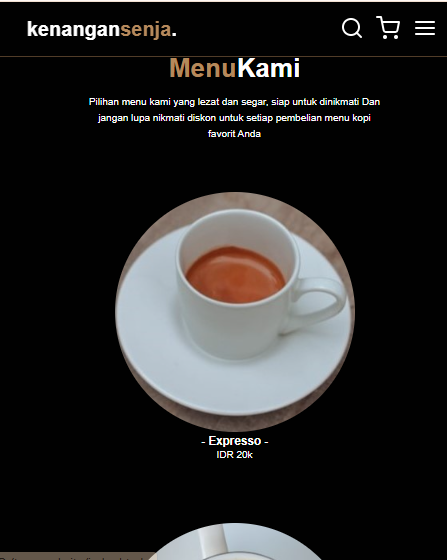 kenangansenja.
MenuKami
Pilihan menu kami yang lezat dan segar, siap untuk dinikmati Dan
jangan lupa nikmati diskon untuk setiap pembelian menu kopi
favorit Anda
- Expresso -
IDR 20k